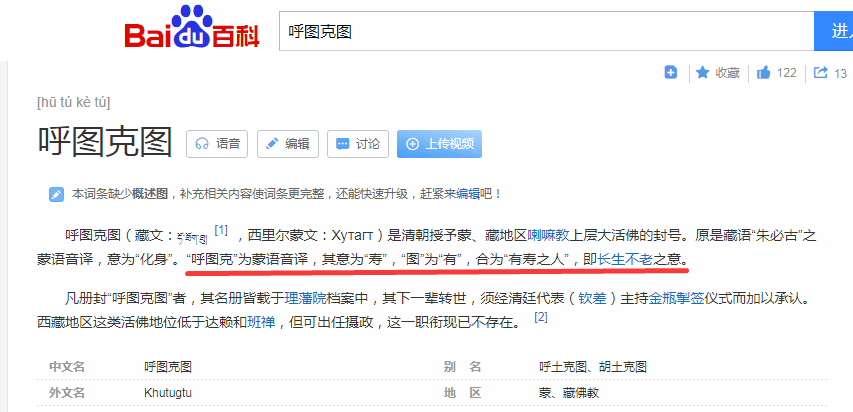 Baidu百科
呼图克图
进入
收藏 122 13
[hū tú kè tú]
呼图克图 语音 编辑 讨论 上传视频
本词条缺少概述图,补充相关内容使词条更完整,还能快速升级,赶紧来编辑吧!
呼图克图(藏文: [1] ,西里尔蒙文:Хутагт)是清朝授予蒙、藏地区喇嘛教上层大活佛的封号。原是藏语“朱必古”之
蒙语音译,意为“化身”。“呼图克”为蒙语音译,其意为“寿”,“图”为“有”,合为“有寿之人”,即长生不老之意。
凡册封“呼图克图”者,其名册皆载于理藩院档案中,其下一辈转世,须经清廷代表(钦差)主持金瓶掣签仪式而加以承认。
西藏地区这类活佛地位低于达赖和班禅,但可出任摄政,这一职衔现已不存在。 [2]
中文名 呼图克图 别名 呼土克图、胡土克图
外文名 Khutugtu 地区 蒙、藏佛教